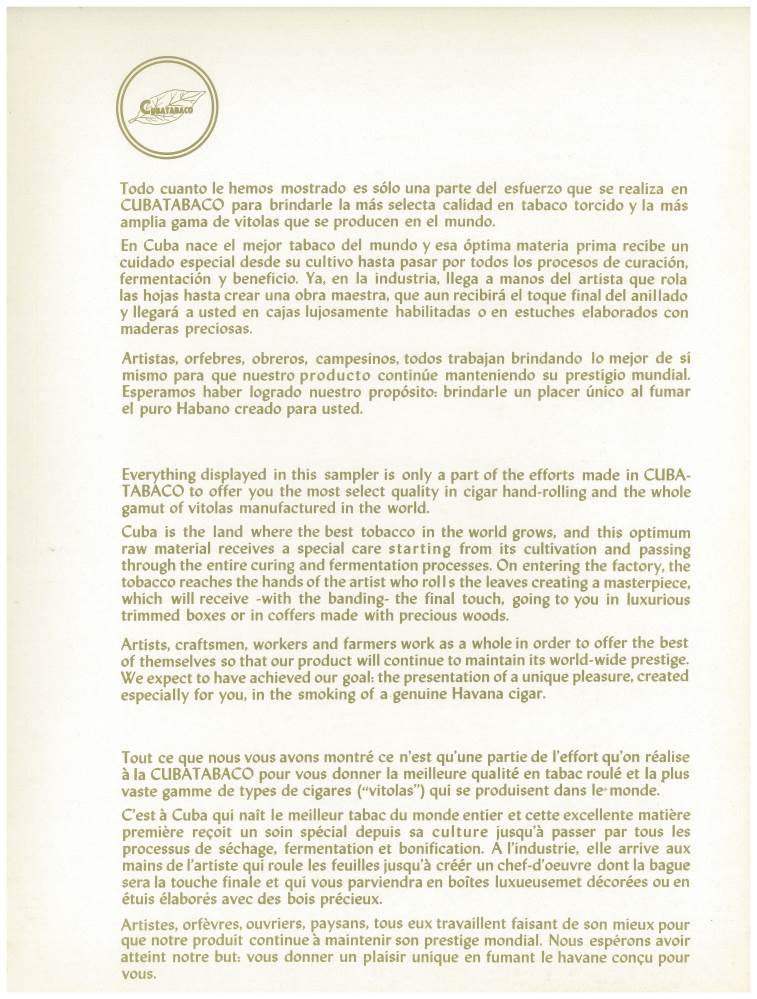 CUBATABACO
Todo cuanto le hemos mostrado es sólo una parte del esfuerzo que se realiza en
CUBATABACO para brindarle la más selecta calidad en tabaco torcido y la más
amplia gama de vitolas que se producen en el mundo.
En Cuba nace el mejor tabaco del mundo y esa óptima materia prima recibe un
cuidado especial desde su cultivo hasta pasar por todos los procesos de curación,
fermentación y beneficio. Ya, en la industria, llega a manos del artista que rola
las hojas hasta crear una obra maestra, que aun recibirá el toque final del anillado
y llegará a usted en cajas lujosamente habilitadas o en estuches elaborados con
maderas preciosas.
Artistas, orfebres, obreros, campesinos, todos trabajan brindando lo mejor de sí
mismo para que nuestro producto continúe manteniendo su prestigio mundial.
Esperamos haber logrado nuestro propósito: brindarle un placer único al fumar
el puro Habano creado para usted.
Everything displayed in this sampler is only a part of the efforts made in CUBA-
TABACO to offer you the most select quality in cigar hand-rolling and the whole
gamut of vitolas manufactured in the world.
Cuba is the land where the best tobacco in the world grows, and this optimum
raw material receives a special care starting from its cultivation and passing
through the entire curing and fermentation processes. On entering the factory, the
tobacco reaches the hands of the artist who rolls the leaves creating a masterpiece,
which will receive -with the banding- the final touch, going to you in luxurious
trimmed boxes or in coffers made with precious woods.
Artists, craftsmen, workers and farmers work as a whole in order to offer the best
of themselves so that our product will continue to maintain its world-wide prestige.
We expect to have achieved our goal: the presentation of a unique pleasure, created
especially for you, in the smoking of a genuine Havana cigar.
Tout ce que nous vous avons montré ce n'est qu'une partie de l'effort qu'on réalise
à la CUBATABACO pour vous donner la meilleure qualité en tabac roulé et la plus
vaste gamme de types de cigares (“vitolas”) qui se produisent dans le monde.
C'est à Cuba qui naît le meilleur tabac du monde entier et cette excellente matière
première reçoit un soin spécial depuis sa culture jusqu'à passer par tous les
processus de séchage, fermentation et bonification. A l'industrie, elle arrive aux
mains de l'artiste qui roule les feuilles jusqu'à créér un chef-d'oeuvre dont la bague
sera la touche finale et qui vous parviendra en boîtes luxueusemet décorées ou en
étuis élaborés avec des bois précieux.
Artistes, orfèvres, ouvriers, paysans, tous eux travaillent faisant de son mieux pour
que notre produit continue à maintenir son prestige mondial. Nous espérons avoir
atteint notre but: vous donner un plaisir unique en fumant le havane conçu pour
vous.